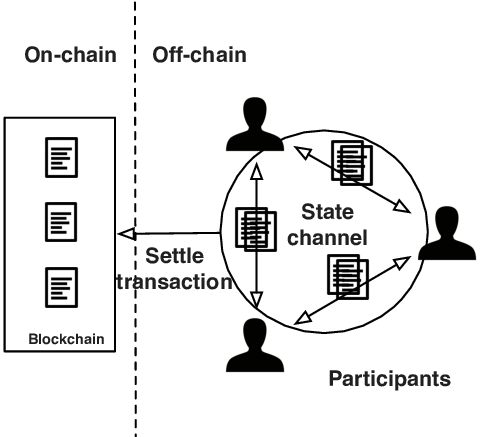 On-chain
Off-chain
State
channel
Settle
transaction
Blockchain
Participants